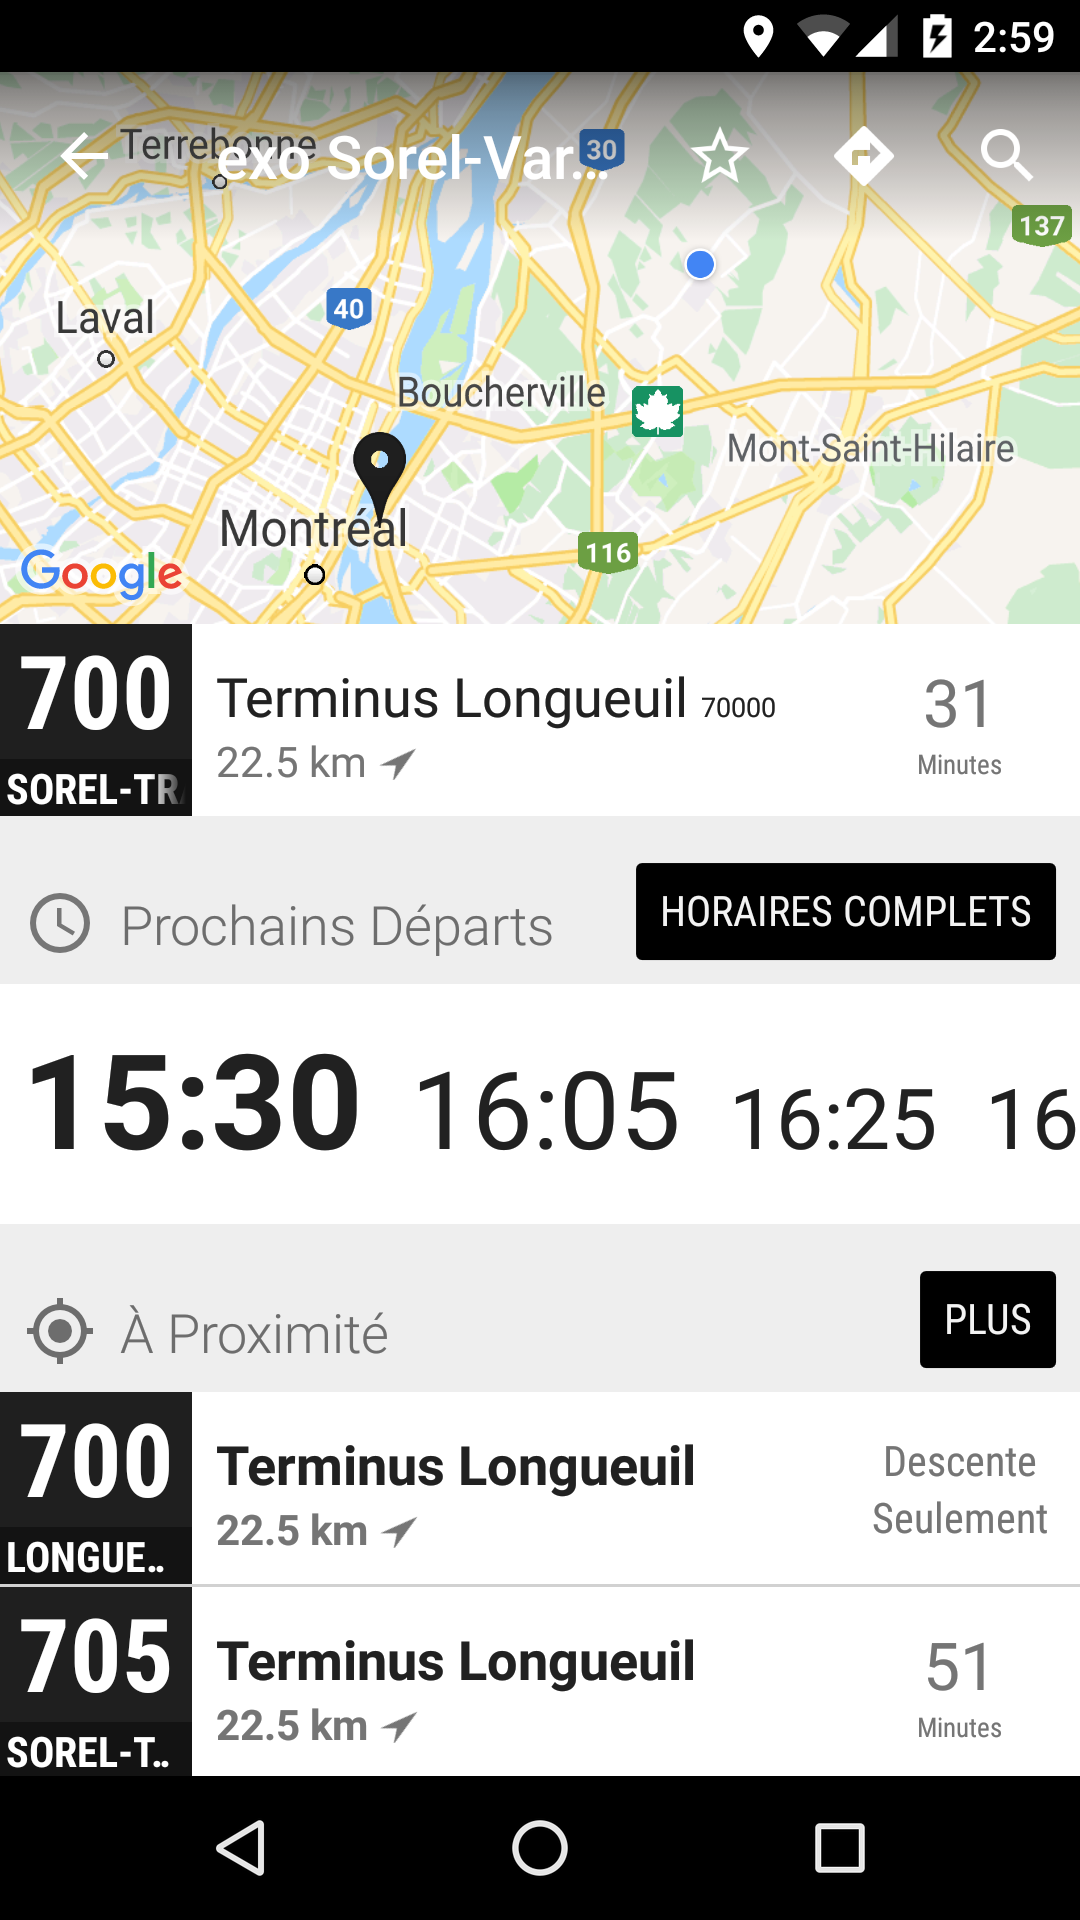 2:59
Terrebonne
exo Sorel-Var...
30
137
Laval
40
Boucherville
Mont-Saint-Hilaire
Montréal
116
Google
700
SOREL-TR
Terminus Longueuil 70000
22.5 km
31
Minutes
Prochains Départs
HORAIRES COMPLETS
15:30 16:05 16:25 16
À Proximité
PLUS
700
LONGUE...
Terminus Longueuil
22.5 km
Descente
Seulement
705
SOREL-T...
Terminus Longueuil
22.5 km
51
Minutes